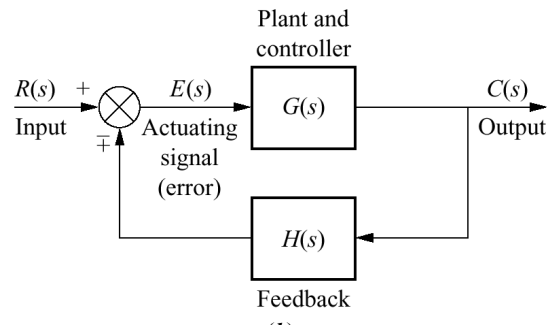 Plant and
controller
R(s) +
E(s)
G(s)
C(s)
Input
Actuating
signal
(error)
Output
∓
H(s)
Feedback